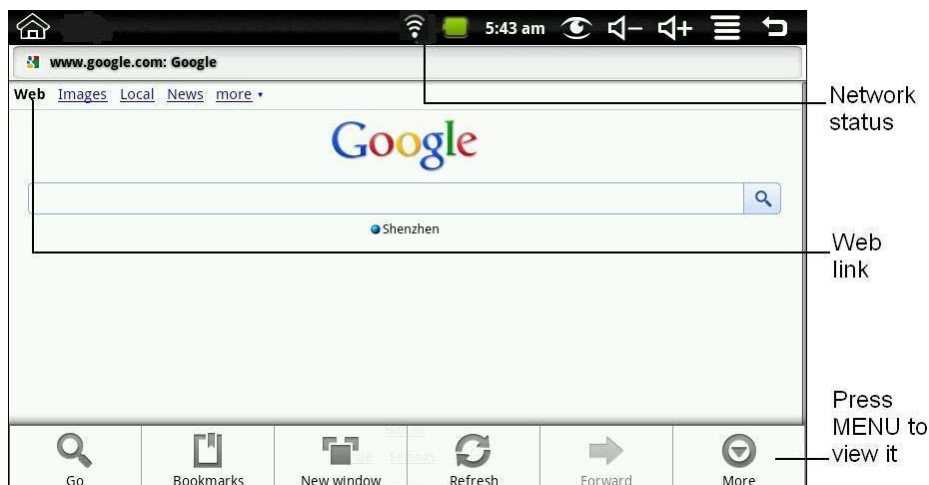 5:43 am
www.google.com: Google
Web Images Local News more
Network
status
Google
Shenzhen
Web
link
Press
MENU to
view it
Settings
Go Bookmarks New window Refresh Forward More